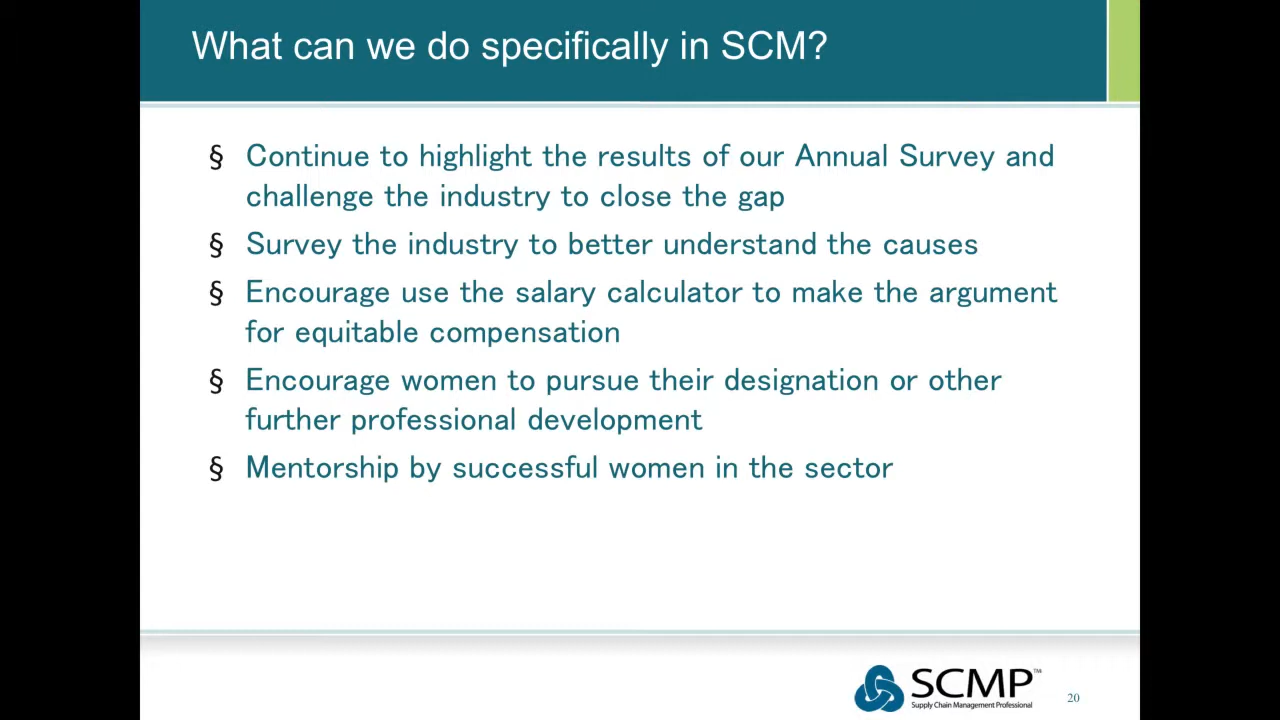 What can we do specifically in SCM?
§ Continue to highlight the results of our Annual Survey and
challenge the industry to close the gap
§ Survey the industry to better understand the causes
§ Encourage use the salary calculator to make the argument
for equitable compensation
§ Encourage women to pursue their designation or other
further professional development
§ Mentorship by successful women in the sector
SCMP™
Supply Chain Management Professional
20